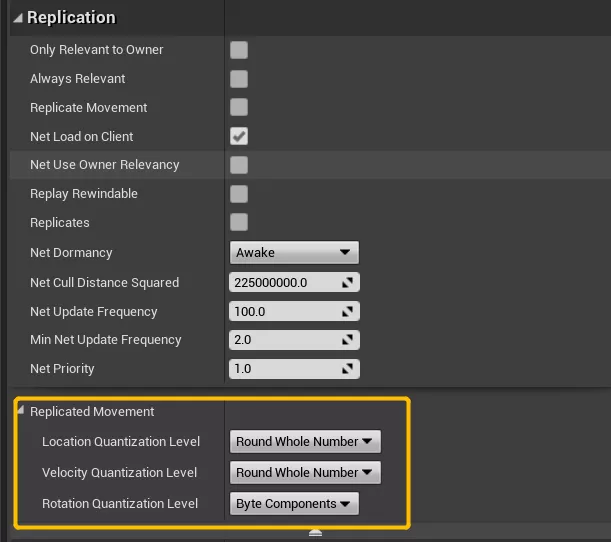 Replication
Only Relevant to Owner
Always Relevant
Replicate Movement
Net Load on Client
Net Use Owner Relevancy
Replay Rewindable
Replicates
Net Dormancy Awake
Net Cull Distance Squared 225000000.0
Net Update Frequency 100.0
Min Net Update Frequency 2.0
Net Priority 1.0
Replicated Movement
Location Quantization Level Round Whole Number
Velocity Quantization Level Round Whole Number
Rotation Quantization Level Byte Components